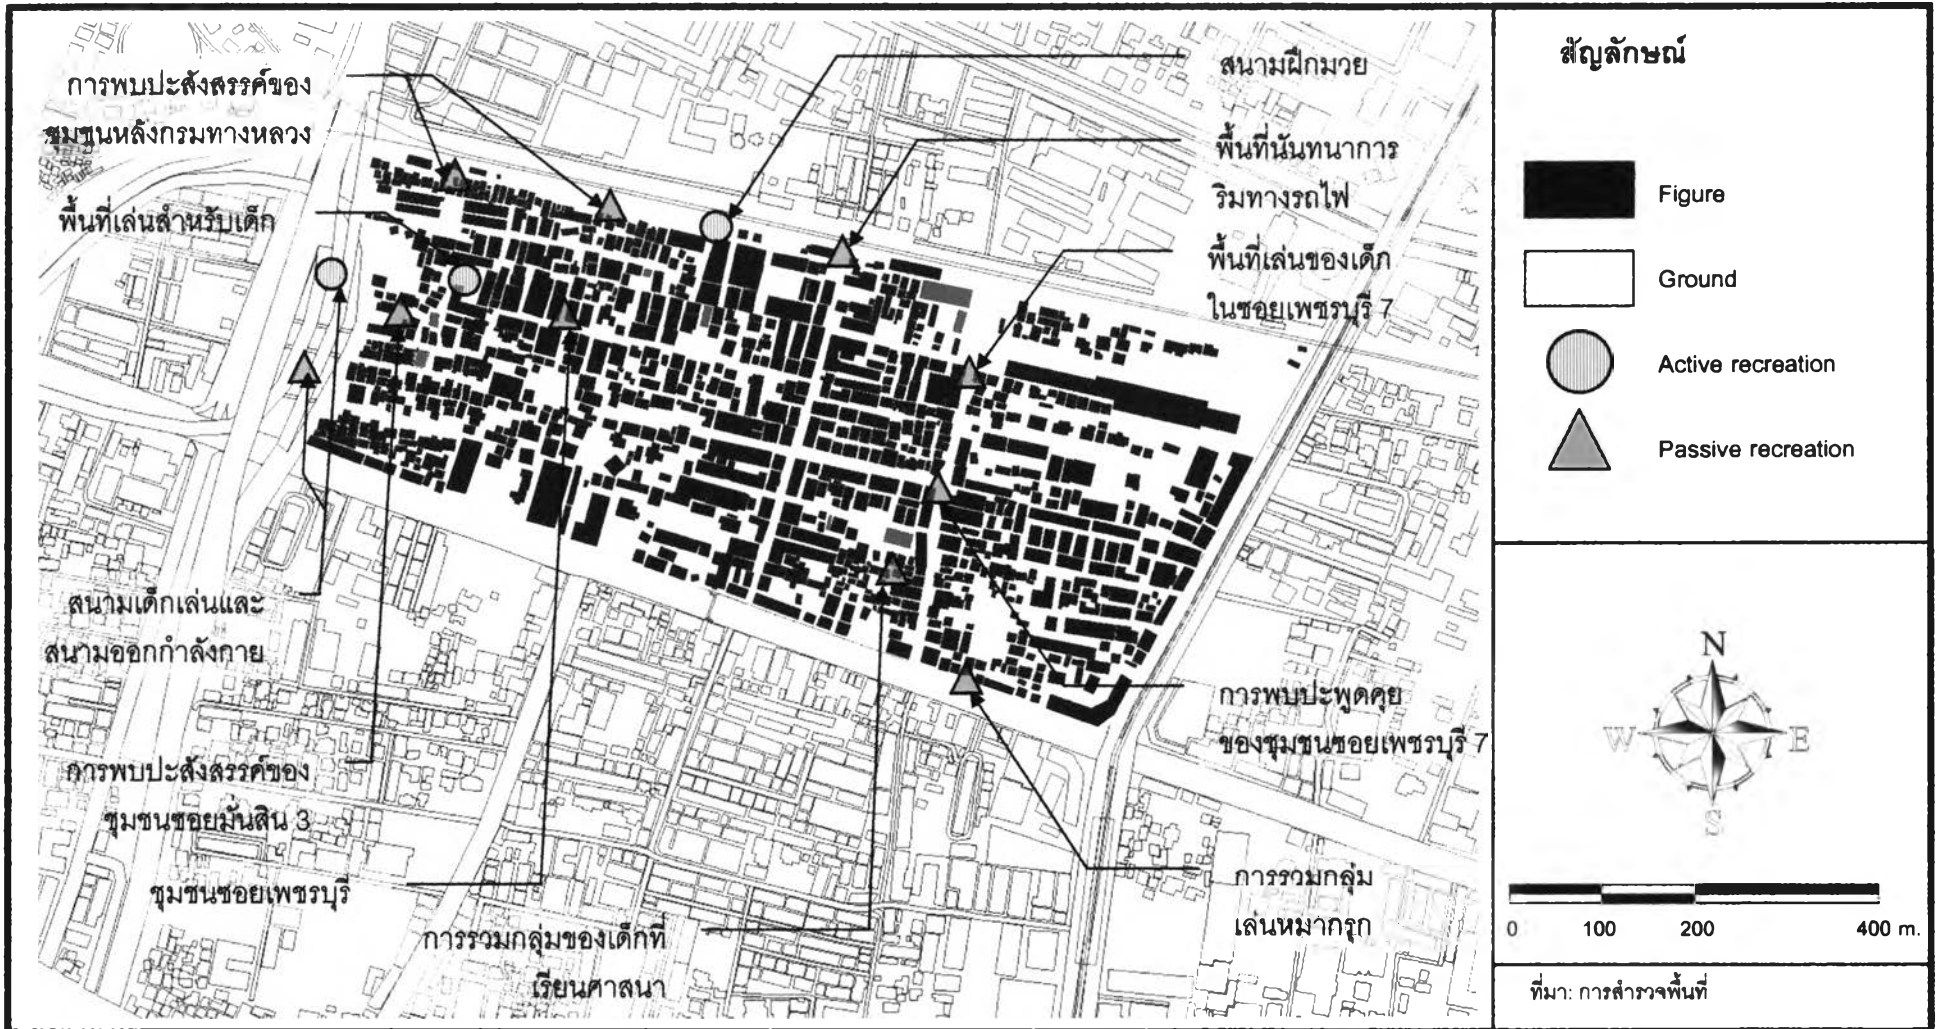 การพบปะสังสรรค์ของ
ชุมชนหลังกรมทางหลวง
พื้นที่เล่นสำหรับเด็ก
สนามเด็กเล่นและ
สนามออกกำลังกาย
การพบปะสังสรรค์ของ
ชุมชนซอยมั่นสิน 3
ชุมชนซอยเพชรบุรี
การรวมกลุ่มของเด็กที่
เรียนศาสนา
สนามฝึกมวย
พื้นที่นันทนาการ
ริมทางรถไฟ
พื้นที่เล่นของเด็ก
ในซอยเพชรบุรี 7
การพบปะพูดคุย
ของชุมชนซอยเพชรบุรี 7
การรวมกลุ่ม
เล่นหมากรุก
สัญลักษณ์
Figure
Ground
Active recreation
Passive recreation
N
W E
S
0 100 200 400 m.
ที่มา: การสำรวจพื้นที่